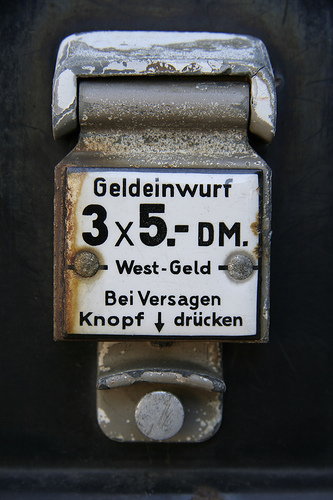 Geldeinwurf
3 x 5.- DM.
West-Geld
Bei Versagen
Knopf ↓ drücken